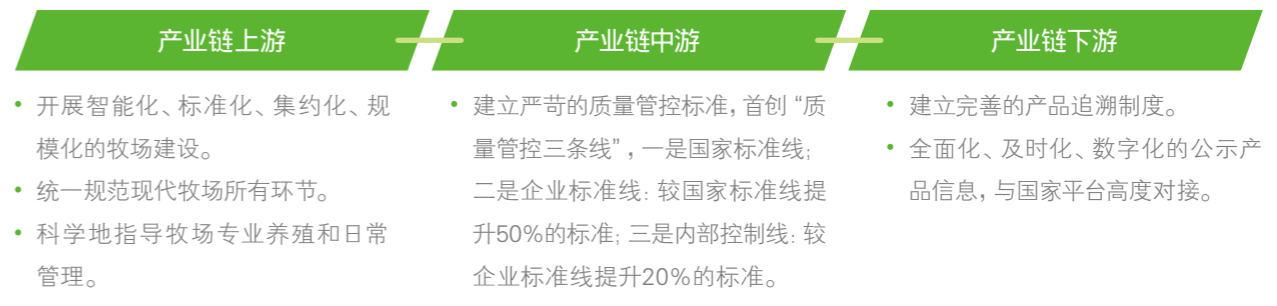 产业链上游
• 开展智能化、标准化、集约化、规
模化的牧场建设。
• 统一规范现代牧场所有环节。
• 科学地指导牧场专业养殖和日常
管理。
产业链中游
• 建立严苛的质量管控标准，首创“质
量管控三条线”，一是国家标准线；
二是企业标准线：较国家标准线提
升50%的标准；三是内部控制线：较
企业标准线提升20%的标准。
产业链下游
• 建立完善的产品追溯制度。
• 全面化、及时化、数字化的公示产
品信息，与国家平台高度对接。